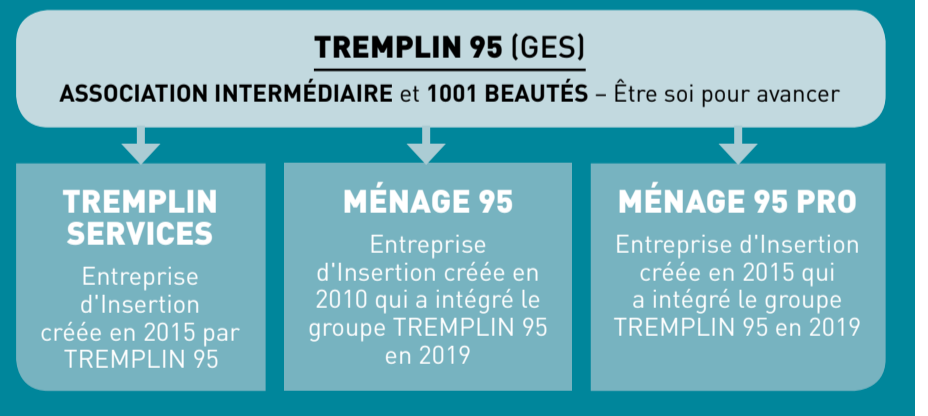 TREMPLIN 95 (GES)
ASSOCIATION INTERMÉDIAIRE et 1001 BEAUTÉS – Être soi pour avancer
TREMPLIN
SERVICES
Entreprise
d'Insertion
créée en 2015 par
TREMPLIN 95
MÉNAGE 95
Entreprise
d'Insertion créée en
2010 qui a intégré le
groupe TREMPLIN 95
en 2019
MÉNAGE 95 PRO
Entreprise d'Insertion
créée en 2015 qui
a intégré le groupe
TREMPLIN 95 en 2019